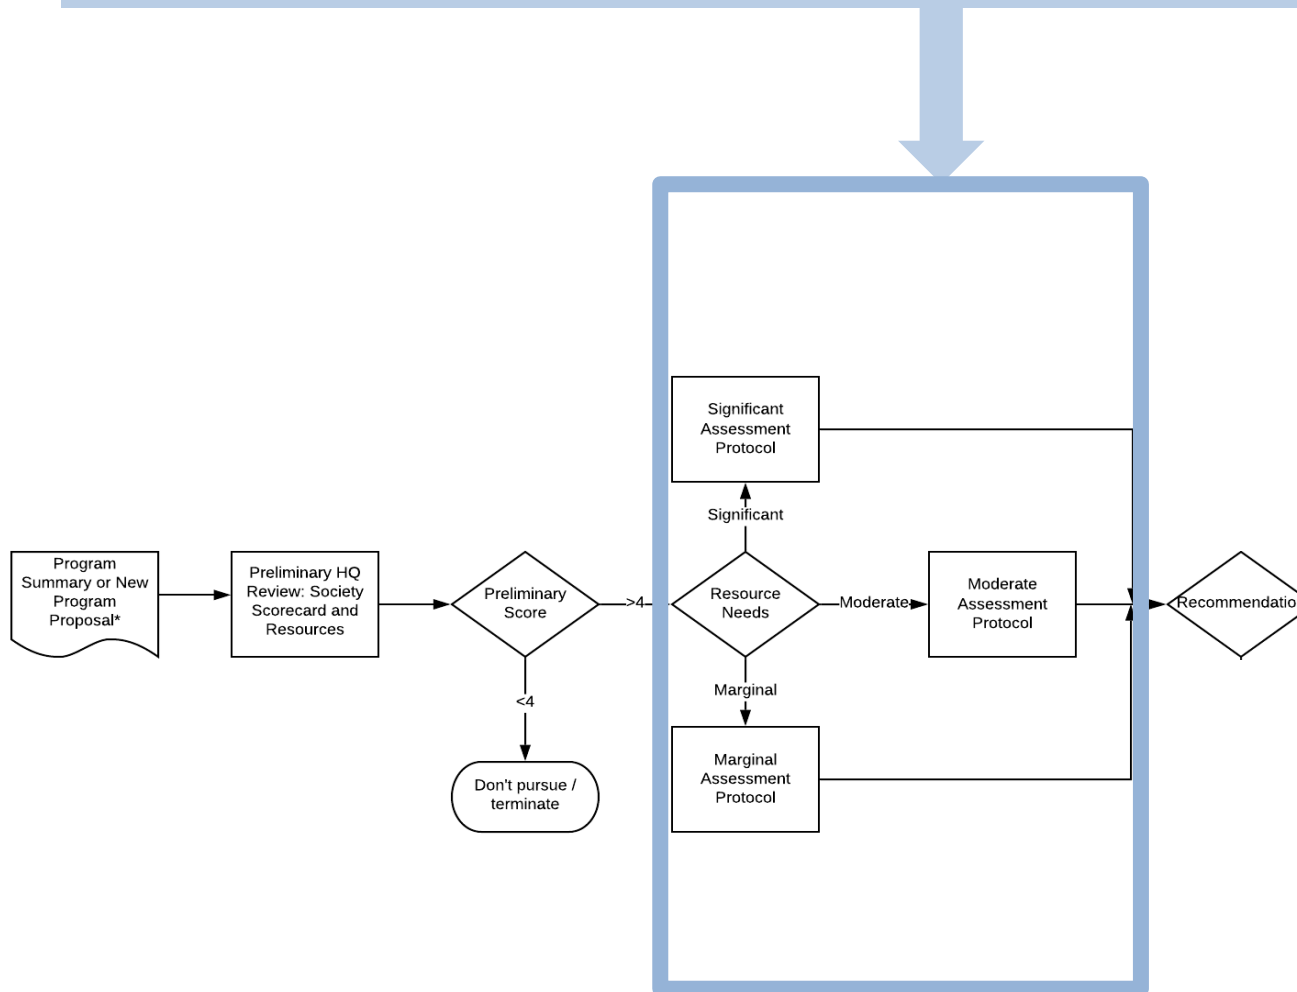 Program
Summary or New
Program
Proposal*
Preliminary HQ
Review: Society
Scorecard and
Resources
Preliminary
Score
>4
<4
Don't pursue /
terminate
Significant
Assessment
Protocol
Significant
Resource
Needs
Moderate
Moderate
Assessment
Protocol
Marginal
Marginal
Assessment
Protocol
Recommendatio